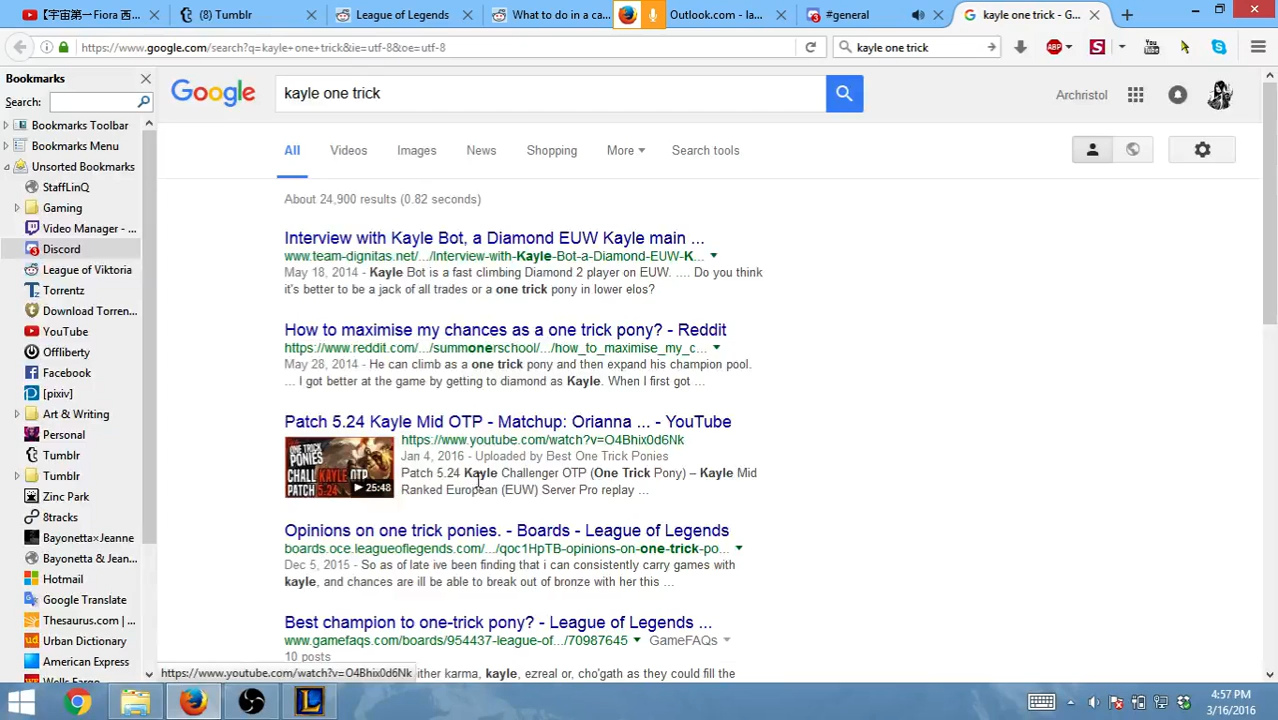 【宇宙第一Fiora 西...
(8) Tumblr
League of Legends
What to do in a ca...
Outlook.com - la...
#general
kayle one trick - G...
https://www.google.com/search?q=kayle+one+trick&ie=utf-8&oe=utf-8
kayle one trick
ABP
S
You Tube
Bookmarks
Search:
Bookmarks Toolbar
Bookmarks Menu
Unsorted Bookmarks
StaffLinQ
Gaming
Video Manager - ...
Discord
League of Viktoria
Torrentz
Download Torren...
YouTube
Offliberty
Facebook
[pixiv]
Art & Writing
Personal
Tumblr
Tumblr
Zinc Park
8tracks
Bayonetta×Jeanne
Bayonetta & Jean...
Hotmail
Google Translate
Thesaurus.com | ...
Urban Dictionary
American Express
Wells Fargo
Google
kayle one trick
Archristol
All
Videos
Images
News
Shopping
More
Search tools
About 24,900 results (0.82 seconds)
Interview with Kayle Bot, a Diamond EUW Kayle main ...
www.team-dignitas.net/.../Interview-with-Kayle-Bot-a-Diamond-EUW-K...
May 18, 2014 - Kayle Bot is a fast climbing Diamond 2 player on EUW. .... Do you think
it's better to be a jack of all trades or a one trick pony in lower elos?
How to maximise my chances as a one trick pony? - Reddit
https://www.reddit.com/.../summonerschool/.../how_to_maximise_my_c...
May 28, 2014 - He can climb as a one trick pony and then expand his champion pool.
... I got better at the game by getting to diamond as Kayle. When I first got ...
Patch 5.24 Kayle Mid OTP - Matchup: Orianna ... - YouTube
https://www.youtube.com/watch?v=O4Bhix0d6Nk
Jan 4, 2016 - Uploaded by Best One Trick Ponies
Patch 5.24 Kayle Challenger OTP (One Trick Pony) – Kayle Mid
Ranked European (EUW) Server Pro replay ...
ONE TRICK
PONIES
CHALL KAYLE OTP
PATCH 5.24
25:48
Opinions on one trick ponies. - Boards - League of Legends
boards.oce.leagueoflegends.com/.../qoc1HpTB-opinions-on-one-trick-po...
Dec 5, 2015 - So as of late ive been finding that i can consistently carry games with
kayle, and chances are ill be able to break out of bronze with her this ...
Best champion to one-trick pony? - League of Legends ...
www.gamefaqs.com/boards/954437-league-of.../70987645
GameFAQs
10 posts
ither karma, kayle, ezreal or, cho'gath as they could fill the
https://www.youtube.com/watch?v=O4Bhix0d6Nk
4:57 PM
3/16/2016